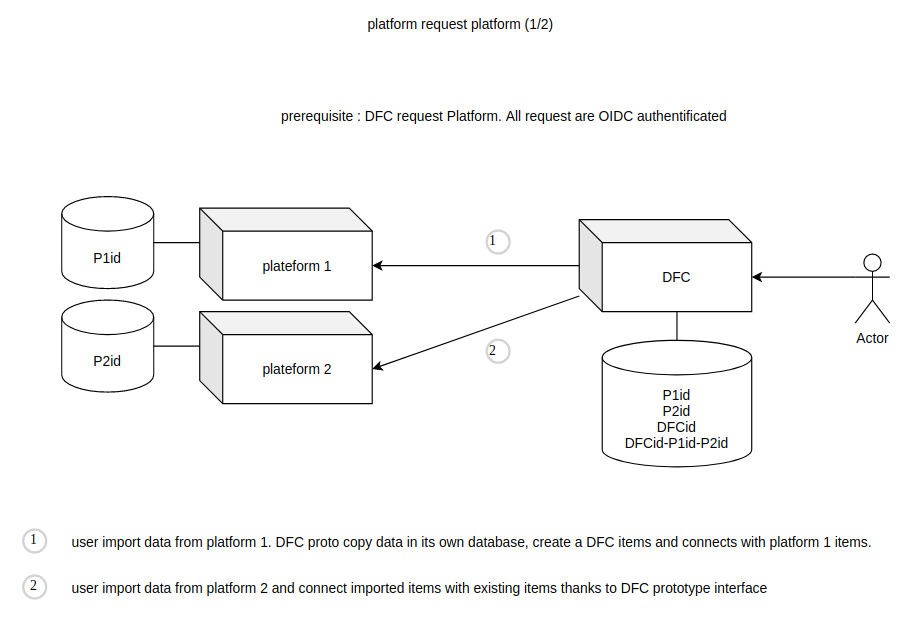 platform request platform (1/2)
prerequisite : DFC request Platform. All request are OIDC authentificated
P1id
plateform 1
1
DFC
P2id
plateform 2
2
Actor
P1id
P2id
DFCid
DFCid-P1id-P2id
1 user import data from platform 1. DFC proto copy data in its own database, create a DFC items and connects with platform 1 items.
2 user import data from platform 2 and connect imported items with existing items thanks to DFC prototype interface